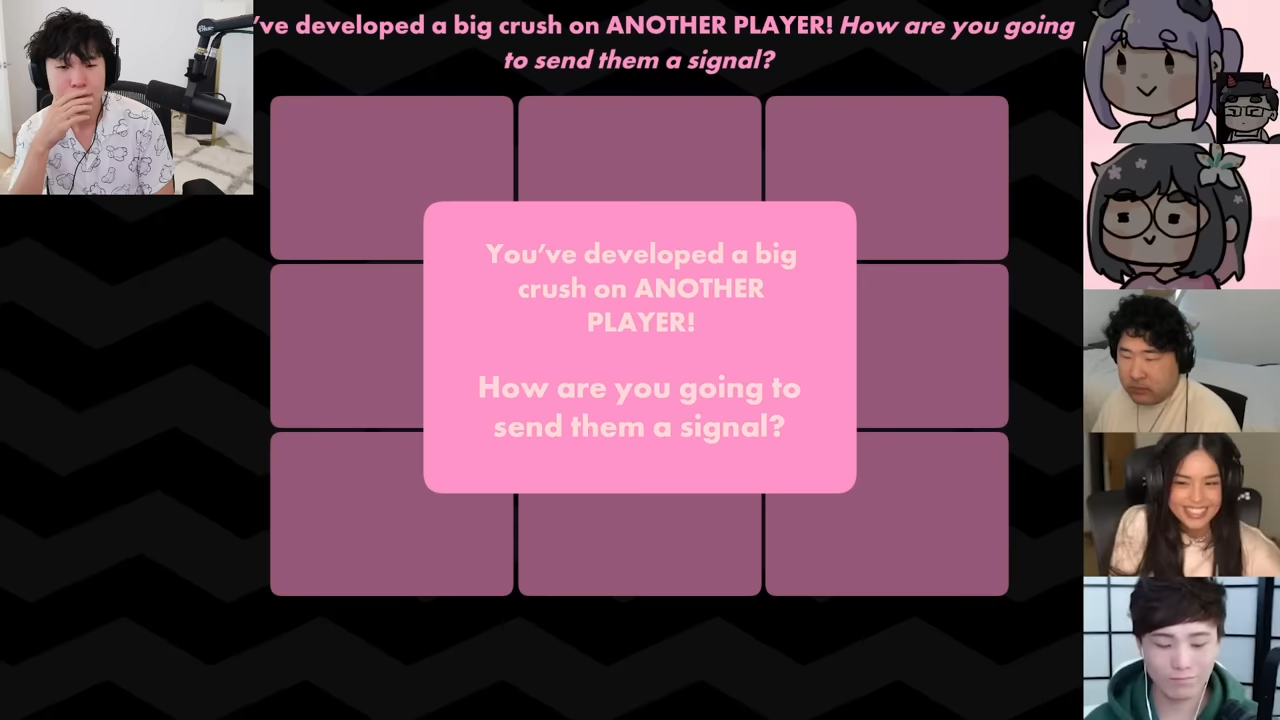 've developed a big crush on ANOTHER PLAYER! How are you going
to send them a signal?
You've developed a big
crush on ANOTHER
PLAYER!
How are you going to
send them a signal?